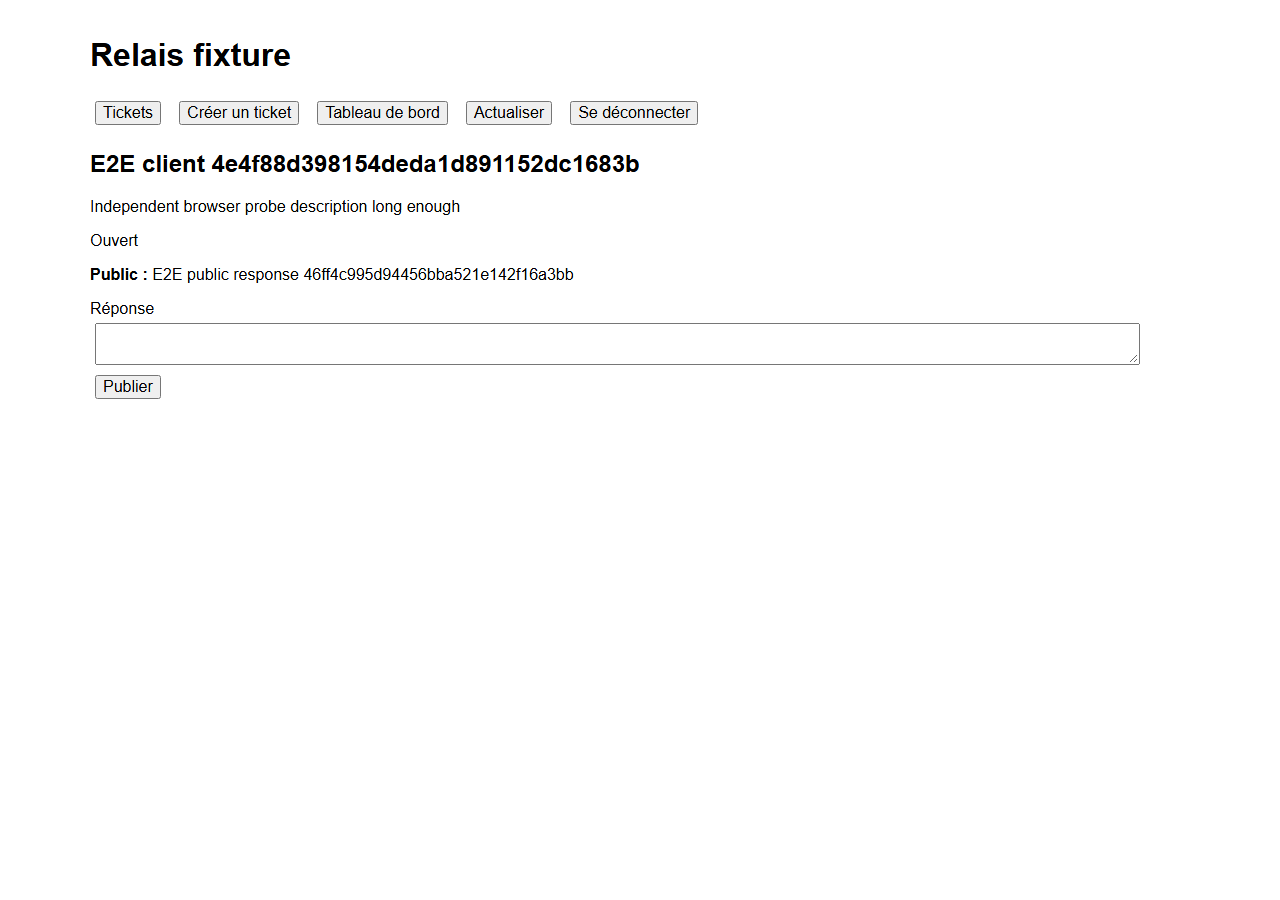 Relais fixture
Tickets Créer un ticket Tableau de bord Actualiser Se déconnecter
E2E client 4e4f88d398154deda1d891152dc1683b
Independent browser probe description long enough
Ouvert
Public : E2E public response 46ff4c995d94456bba521e142f16a3bb
Réponse
Publier